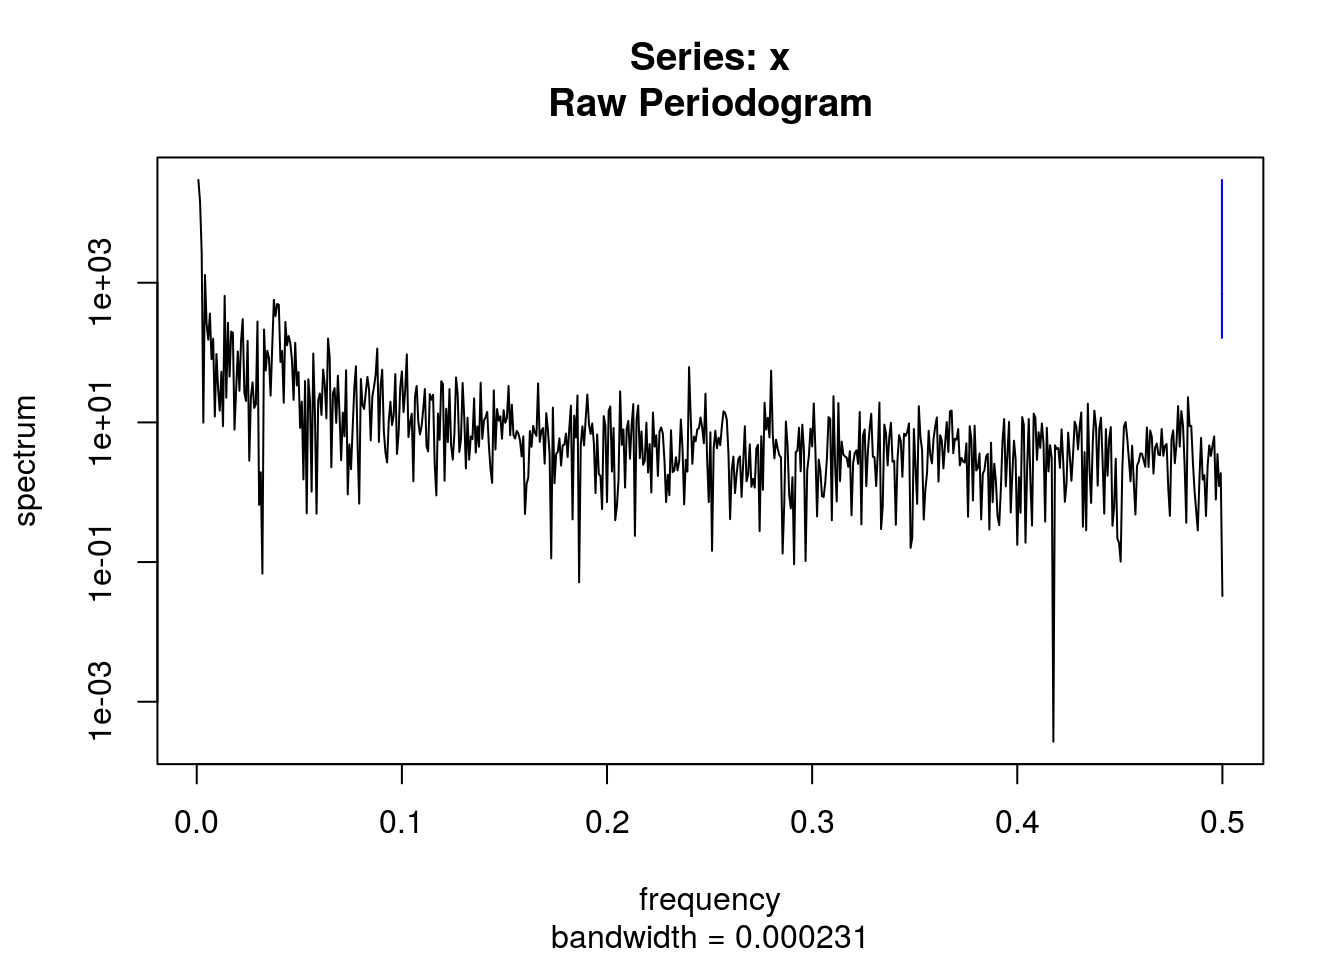 Series: x
Raw Periodogram
spectrum
1e+03
1e+01
1e-01
1e-03
0.0 0.1 0.2 0.3 0.4 0.5
frequency
bandwidth = 0.000231